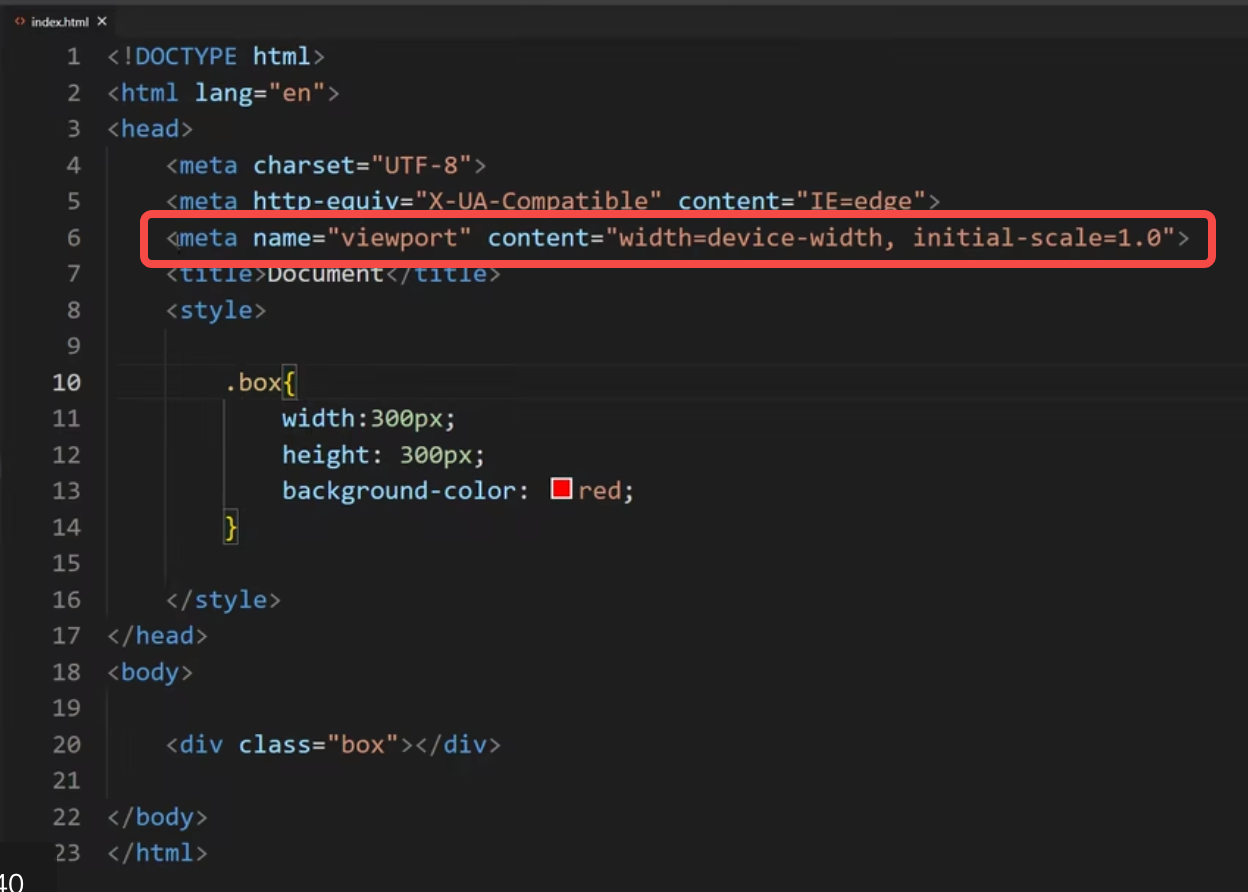 index.html
1 <!DOCTYPE html>
2 <html lang="en">
3 <head>
4 <meta charset="UTF-8">
5 <meta http-equiv="X-UA-Compatible" content="IE=edge">
6 <meta name="viewport" content="width=device-width, initial-scale=1.0">
7 <title>Document</title>
8 <style>
9
10 .box{
11 width:300px;
12 height: 300px;
13 background-color: red;
14 }
15
16 </style>
17 </head>
18 <body>
19
20 <div class="box"></div>
21
22 </body>
23 </html>
40